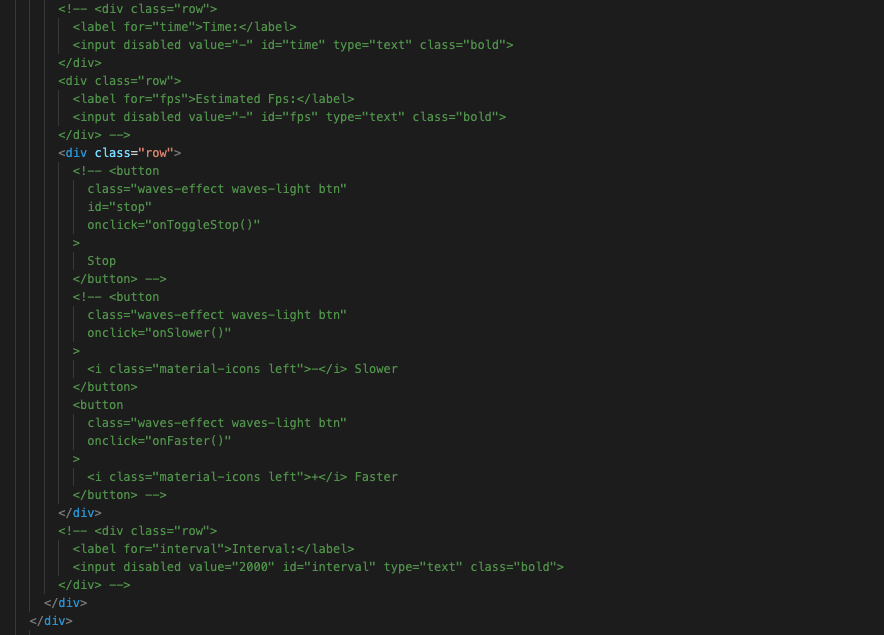 <!-- <div class="row">
<label for="time">Time:</label>
<input disabled value="-" id="time" type="text" class="bold">
</div>
<div class="row">
<label for="fps">Estimated Fps:</label>
<input disabled value="-" id="fps" type="text" class="bold">
</div> -->
<div class="row">
<!-- <button
class="waves-effect waves-light btn"
id="stop"
onclick="onToggleStop()"
>
Stop
</button> -->
<!-- <button
class="waves-effect waves-light btn"
onclick="onSlower()"
>
<i class="material-icons left">-</i> Slower
</button>
<button
class="waves-effect waves-light btn"
onclick="onFaster()"
>
<i class="material-icons left">+</i> Faster
</button> -->
</div>
<!-- <div class="row">
<label for="interval">Interval:</label>
<input disabled value="2000" id="interval" type="text" class="bold">
</div> -->
</div>
</div>